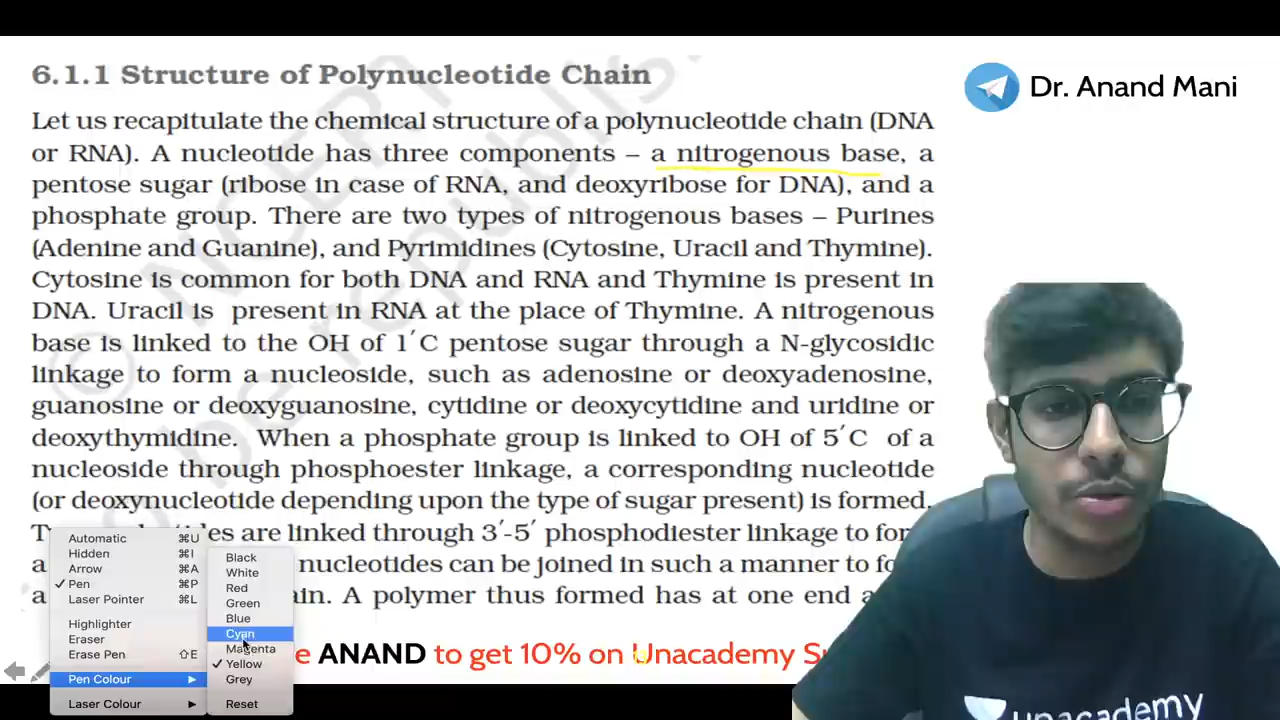 6.1.1 Structure of Polynucleotide Chain
Dr. Anand Mani
Let us recapitulate the chemical structure of a polynucleotide chain (DNA
or RNA). A nucleotide has three components – a nitrogenous base, a
pentose sugar (ribose in case of RNA, and deoxyribose for DNA), and a
phosphate group. There are two types of nitrogenous bases – Purines
(Adenine and Guanine), and Pyrimidines (Cytosine, Uracil and Thymine).
Cytosine is common for both DNA and RNA and Thymine is present in
DNA. Uracil is present in RNA at the place of Thymine. A nitrogenous
base is linked to the OH of 1′C pentose sugar through a N-glycosidic
linkage to form a nucleoside, such as adenosine or deoxyadenosine,
guanosine or deoxyguanosine, cytidine or deoxycytidine and uridine or
deoxythymidine. When a phosphate group is linked to OH of 5′C of a
nucleoside through phosphoester linkage, a corresponding nucleotide
(or deoxynucleotide depending upon the type of sugar present) is formed.
are linked through 3′-5′ phosphodiester linkage to
a nucleotides can be joined in such a manner to
a A polymer thus formed has at one end
ANAND to get 10% on Unacademy
Automatic ⌘U
Hidden ⌘I
Arrow ⌘A
✓ Pen ⌘P
Laser Pointer ⌘L
Highlighter
Eraser
Erase Pen ⇧E
Pen Colour
Laser Colour
Black
White
Red
Green
Blue
Cyan
Magenta
✓ Yellow
Grey
Reset
unacademy
© NCERT
be republis